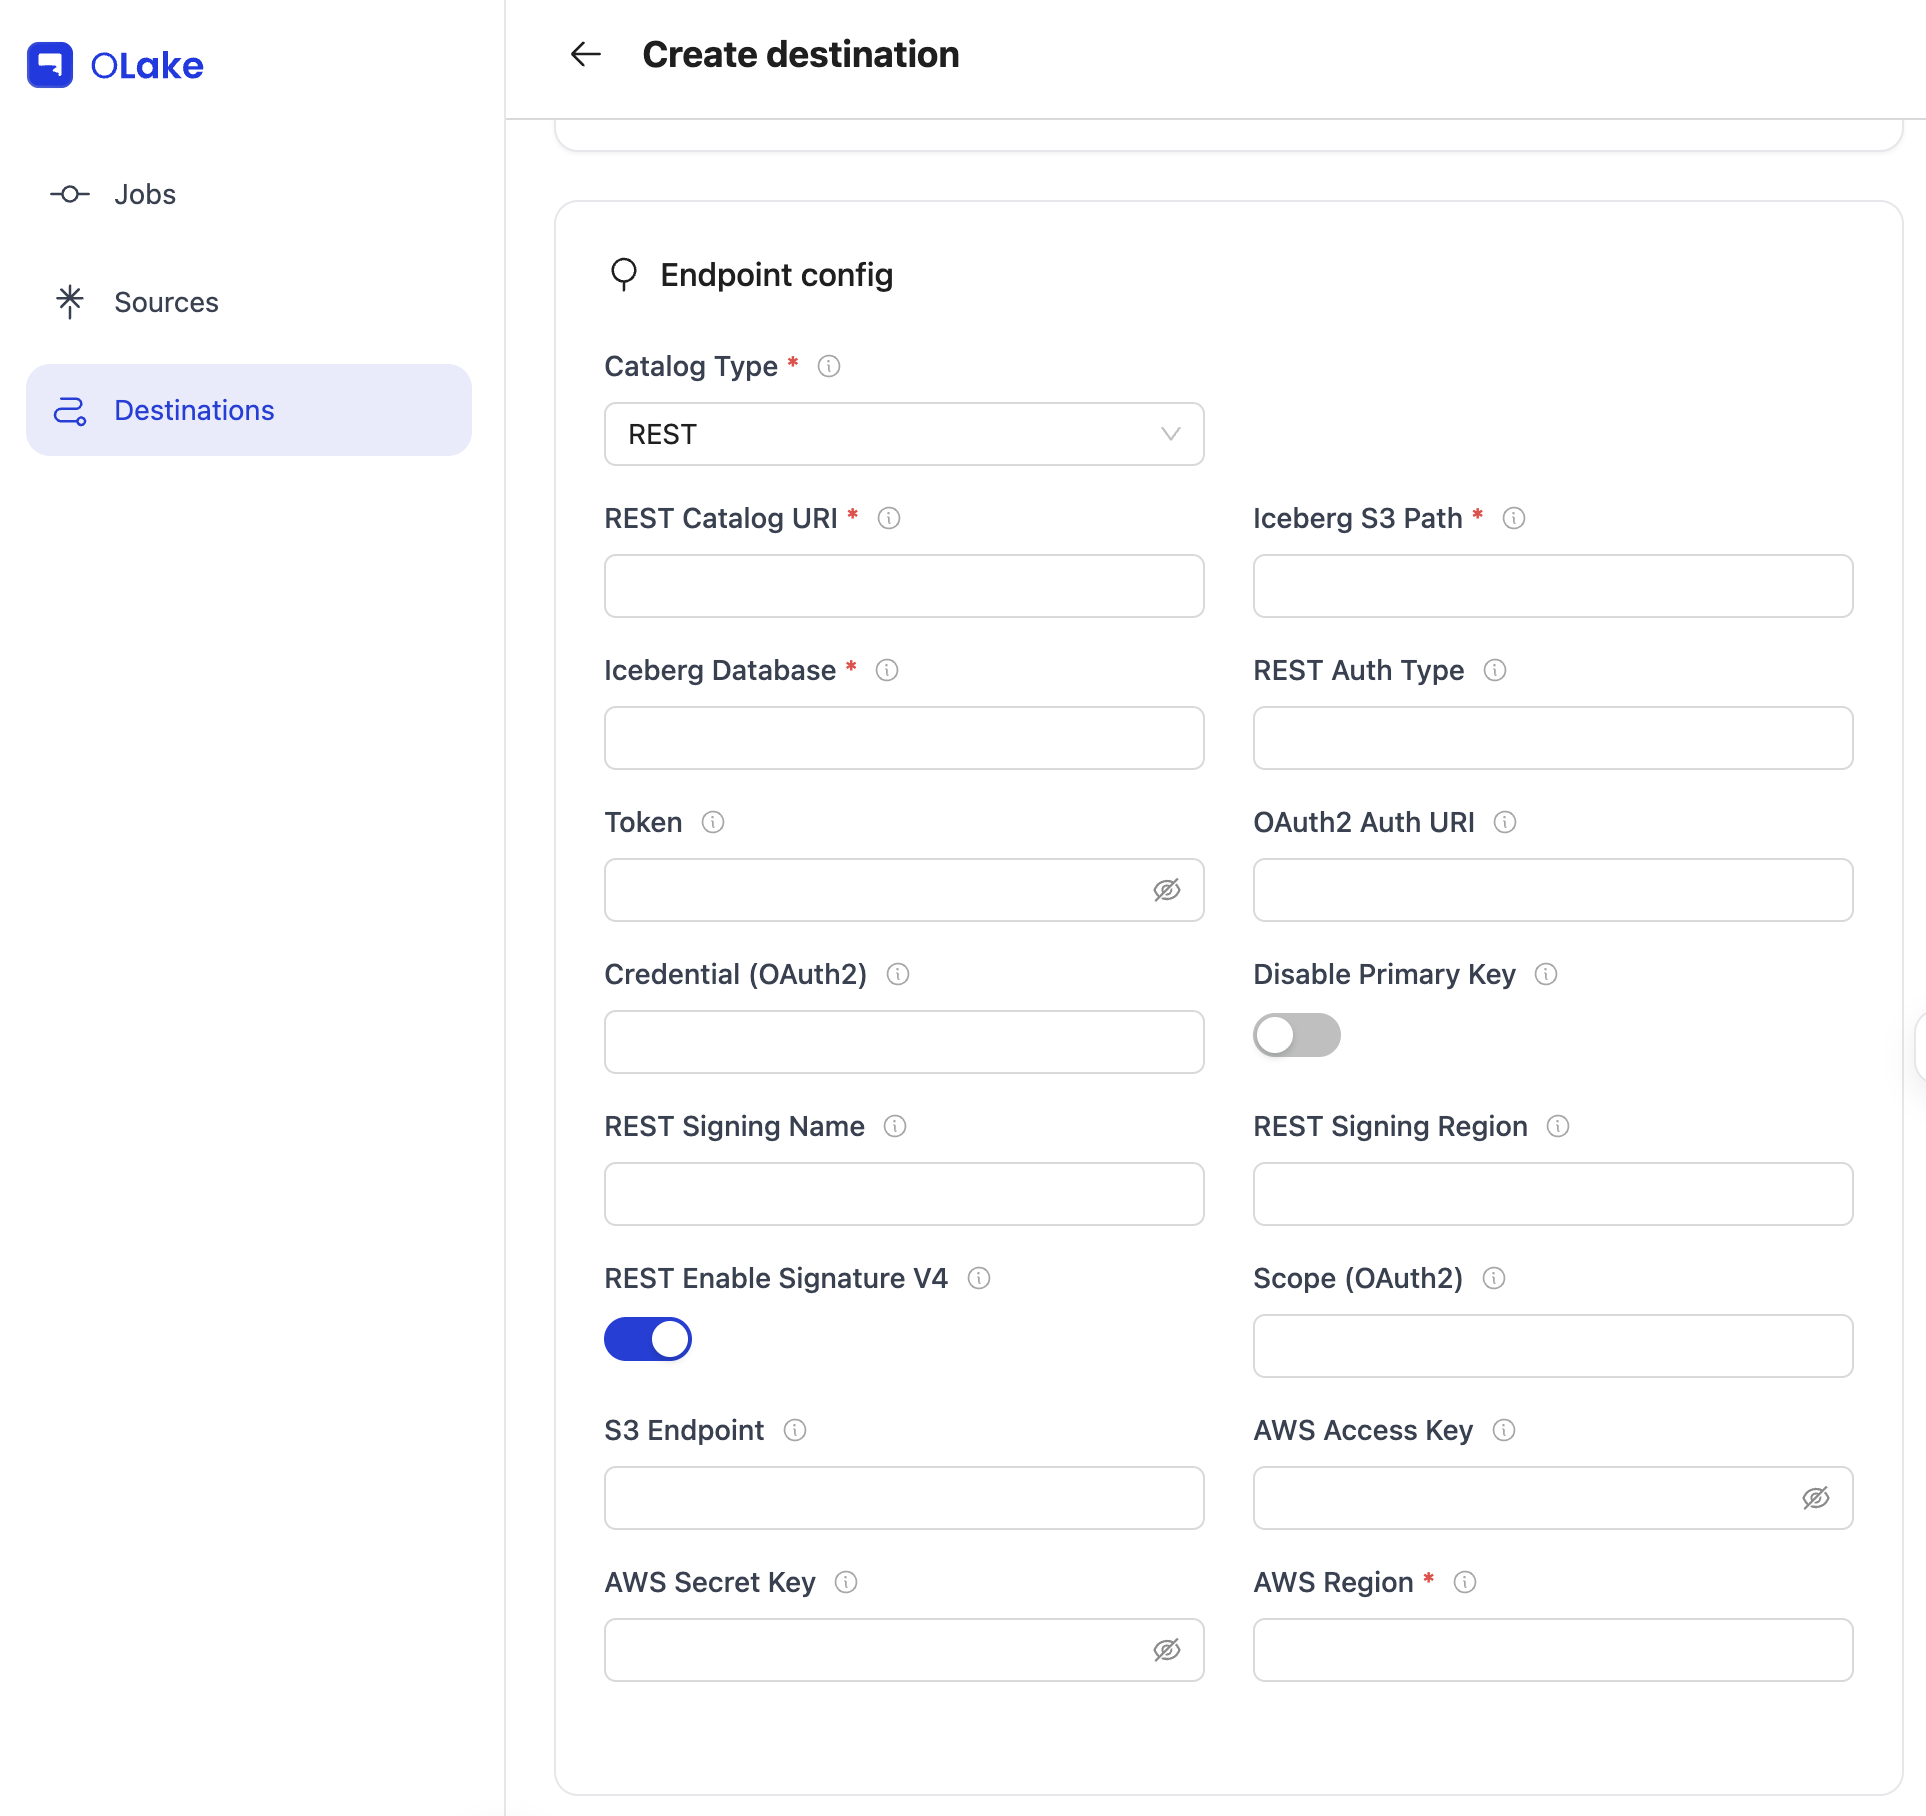 OLake
Create destination
Jobs
Sources
Destinations
Endpoint config
Catalog Type *
REST
REST Catalog URI *
Iceberg S3 Path *
Iceberg Database *
REST Auth Type
Token
OAuth2 Auth URI
Credential (OAuth2)
Disable Primary Key
REST Signing Name
REST Signing Region
REST Enable Signature V4
Scope (OAuth2)
S3 Endpoint
AWS Access Key
AWS Secret Key
AWS Region *